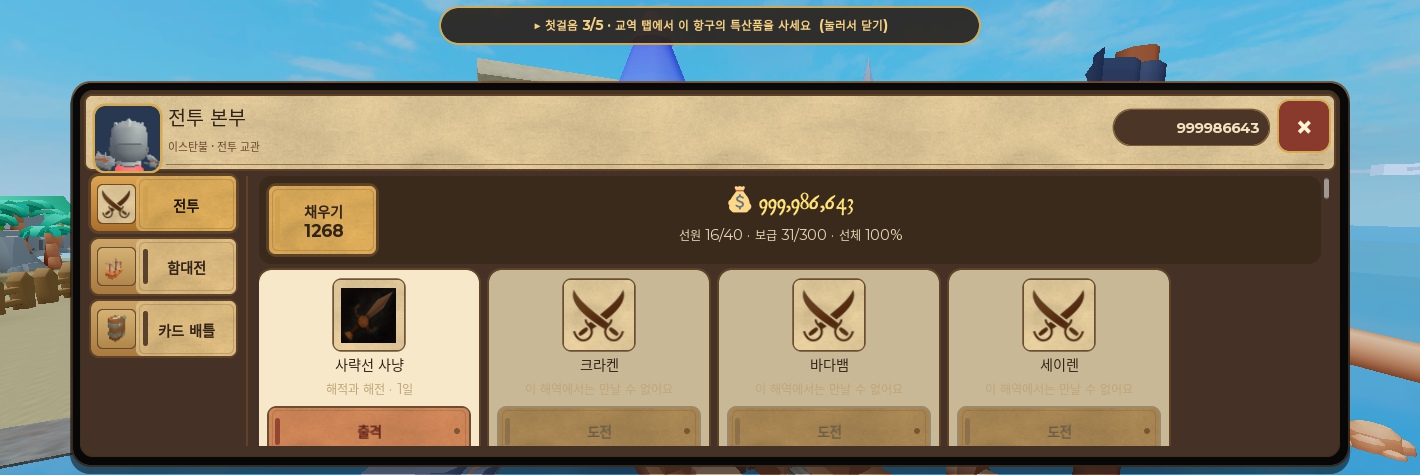 ▸ 첫걸음 3/5 · 교역 탭에서 이 항구의 특산품을 사세요 (눌러서 닫기)
전투 본부
이스탄불 · 전투 교관
999986643
×
전투
함대전
카드 배틀
채우기
1268
999,986,643
선원 16/40 · 보급 31/300 · 선체 100%
사략선 사냥
해적과 해전 · 1일
출격
크라켄
이 해역에서는 만날 수 없어요
도전
바다뱀
이 해역에서는 만날 수 없어요
도전
세이렌
이 해역에서는 만날 수 없어요
도전